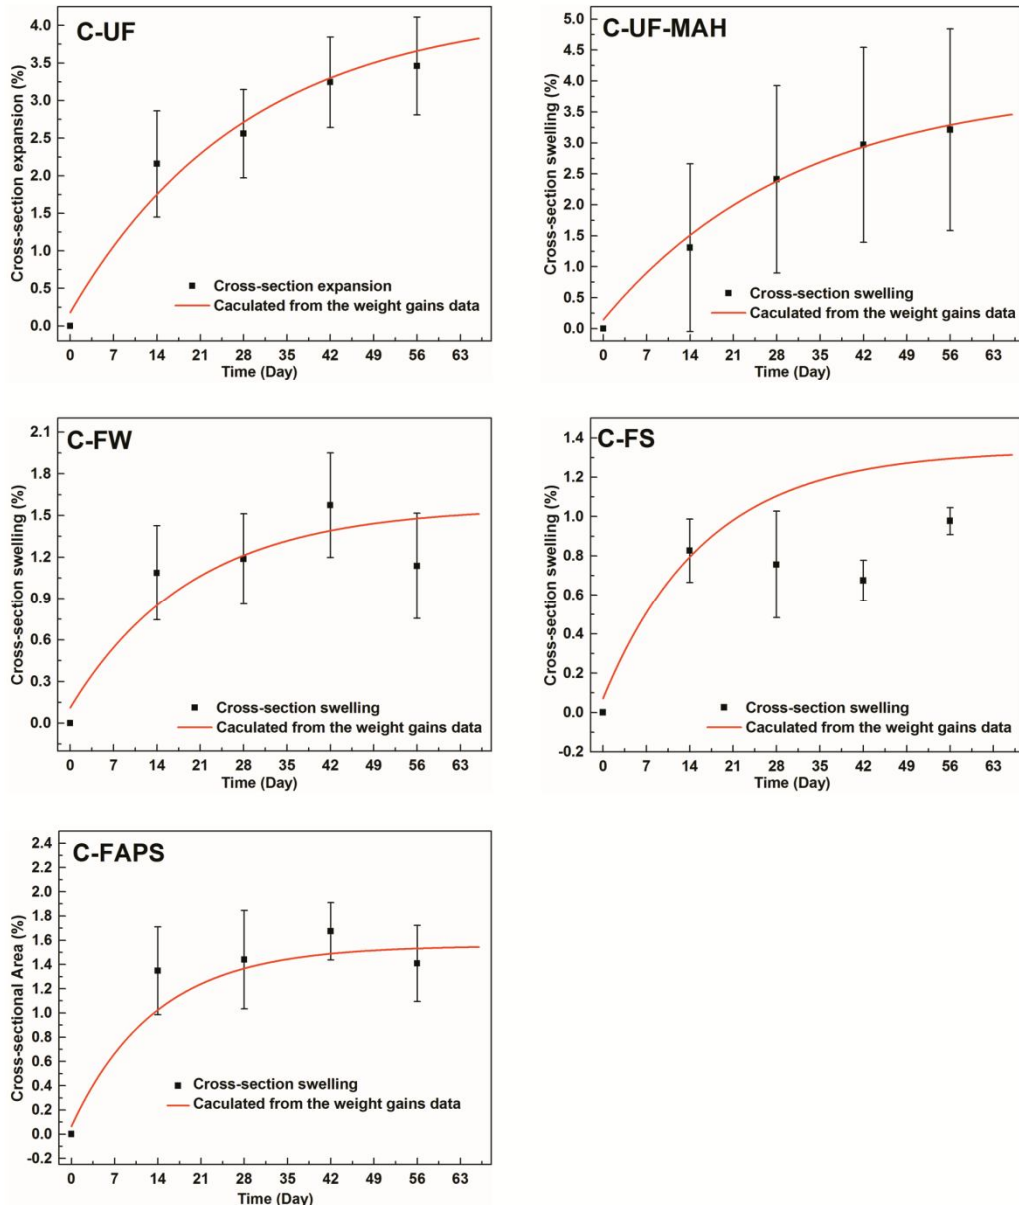 C-UF
Cross-section expansion (%)
4.0
3.5
3.0
2.5
2.0
1.5
1.0
0.5
0.0
Cross-section expansion
Caculated from the weight gains data
0 7 14 21 28 35 42 49 56 63
Time (Day)
C-UF-MAH
Cross-section swelling (%)
5.0
4.5
4.0
3.5
3.0
2.5
2.0
1.5
1.0
0.5
0.0
Cross-section swelling
Caculated from the weight gains data
0 7 14 21 28 35 42 49 56 63
Time (Day)
C-FW
Cross-section swelling (%)
2.1
1.8
1.5
1.2
0.9
0.6
0.3
0.0
Cross-section swelling
Caculated from the weight gains data
0 7 14 21 28 35 42 49 56 63
Time (Day)
C-FS
Cross-section swelling (%)
1.4
1.2
1.0
0.8
0.6
0.4
0.2
0.0
-0.2
Cross-section swelling
Caculated from the weight gains data
0 7 14 21 28 35 42 49 56 63
Time (Day)
C-FAPS
Cross-sectional Area (%)
2.4
2.2
2.0
1.8
1.6
1.4
1.2
1.0
0.8
0.6
0.4
0.2
0.0
-0.2
Cross-section swelling
Caculated from the weight gains data
0 7 14 21 28 35 42 49 56 63
Time (Day)